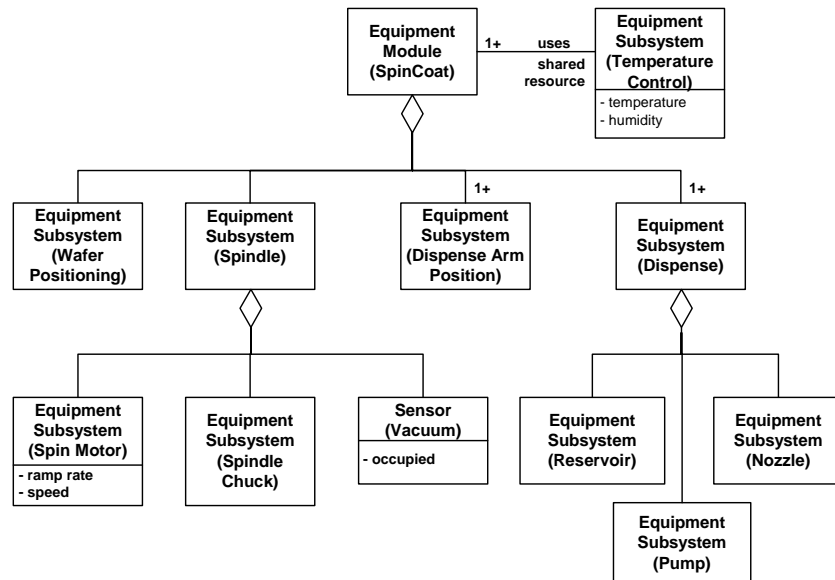 Equipment
Module
(SpinCoat)
1+
uses
shared
resource
Equipment
Subsystem
(Temperature
Control)
- temperature
- humidity
1+
1+
Equipment
Subsystem
(Wafer
Positioning)
Equipment
Subsystem
(Spindle)
Equipment
Subsystem
(Dispense Arm
Position)
Equipment
Subsystem
(Dispense)
Equipment
Subsystem
(Spin Motor)
- ramp rate
- speed
Equipment
Subsystem
(Spindle
Chuck)
Sensor
(Vacuum)
- occupied
Equipment
Subsystem
(Reservoir)
Equipment
Subsystem
(Nozzle)
Equipment
Subsystem
(Pump)